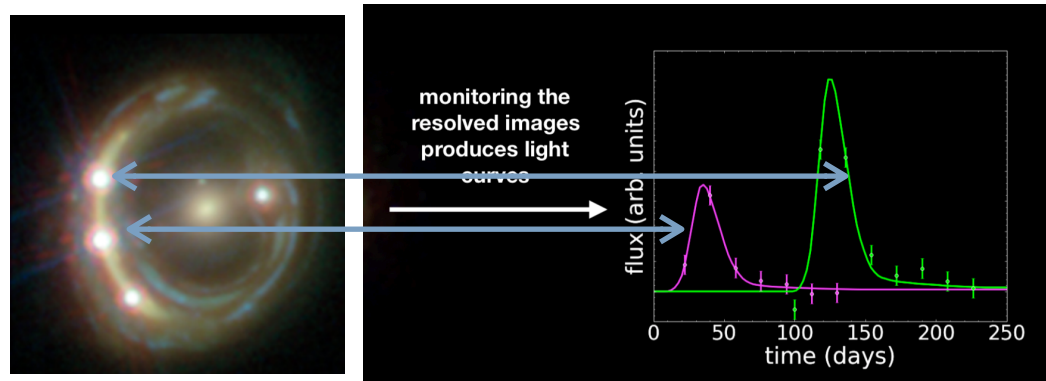 monitoring the
resolved images
produces light
curves
flux (arb. units)
0 50 100 150 200 250
time (days)